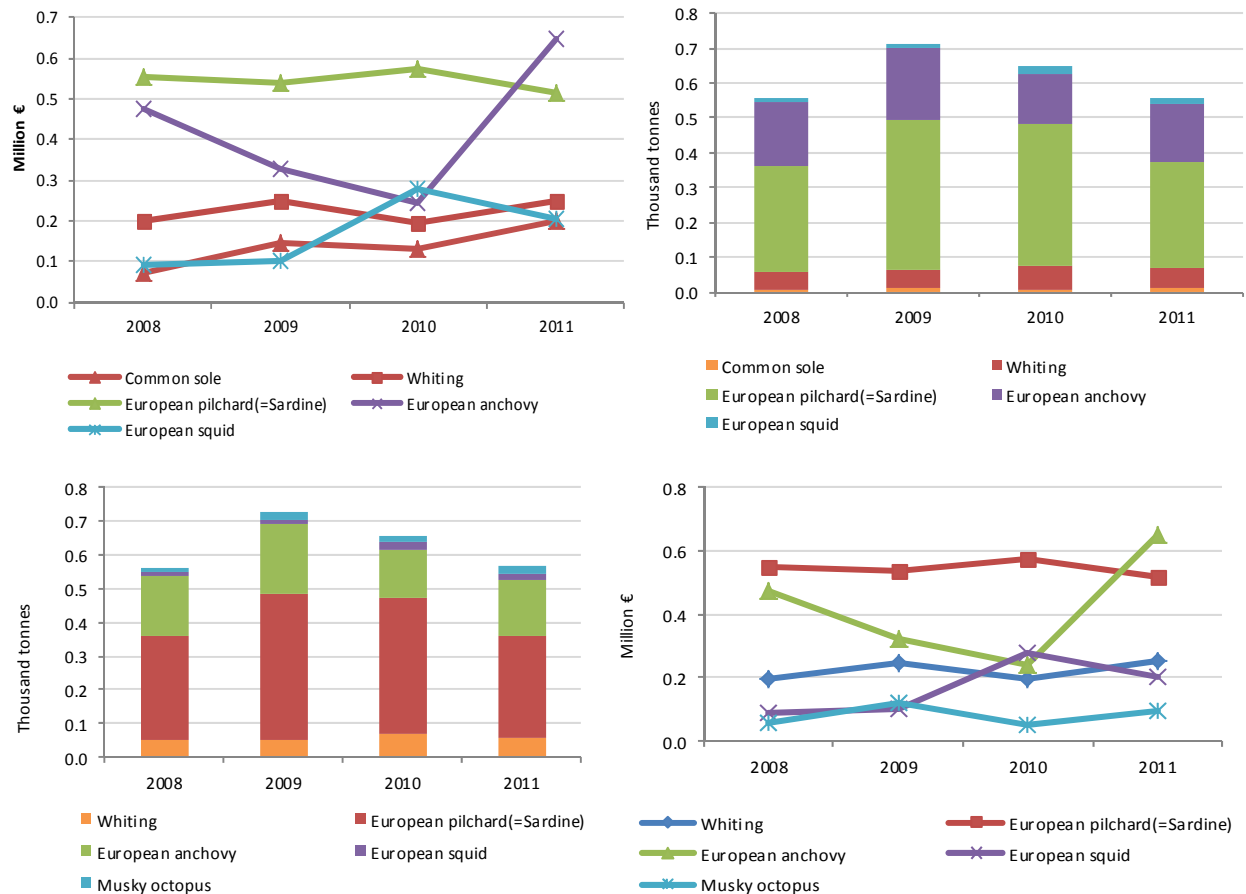 0.7
0.6
0.5
0.4
0.3
0.2
0.1
0.0
Million €
2008 2009 2010 2011
Common sole Whiting
European pilchard(=Sardine) European anchovy
European squid
0.8
0.7
0.6
0.5
0.4
0.3
0.2
0.1
0.0
Thousand tonnes
2008 2009 2010 2011
Common sole Whiting
European pilchard(=Sardine) European anchovy
European squid
0.8
0.7
0.6
0.5
0.4
0.3
0.2
0.1
0.0
Thousand tonnes
2008 2009 2010 2011
Whiting European pilchard(=Sardine)
European anchovy European squid
Musky octopus
0.8
0.6
0.4
0.2
0.0
Million €
2008 2009 2010 2011
Whiting European pilchard(=Sardine)
European anchovy European squid
Musky octopus